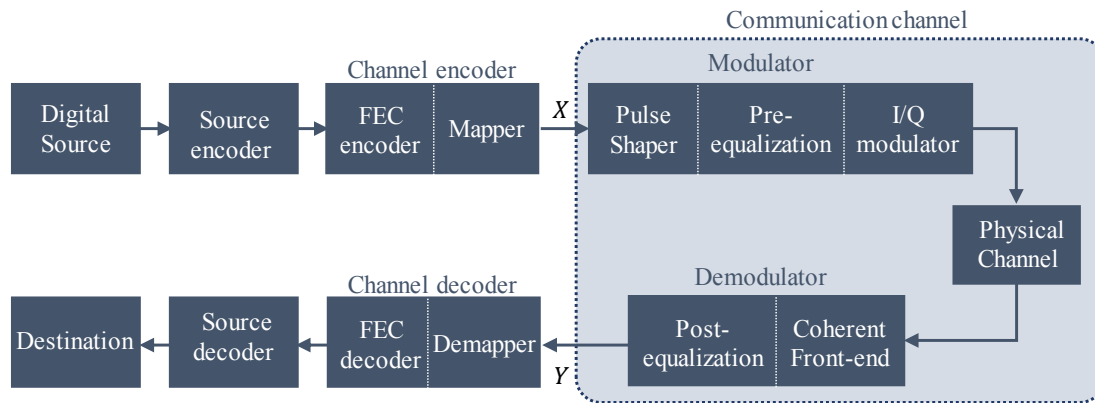 Communication channel
Channel encoder
Modulator
Digital
Source
Source
encoder
FEC
encoder
Mapper
X
Pulse
Shaper
Pre-
equalization
I/Q
modulator
Physical
Channel
Channel decoder
Demodulator
Destination
Source
decoder
FEC
decoder
Demapper
Y
Post-
equalization
Coherent
Front-end